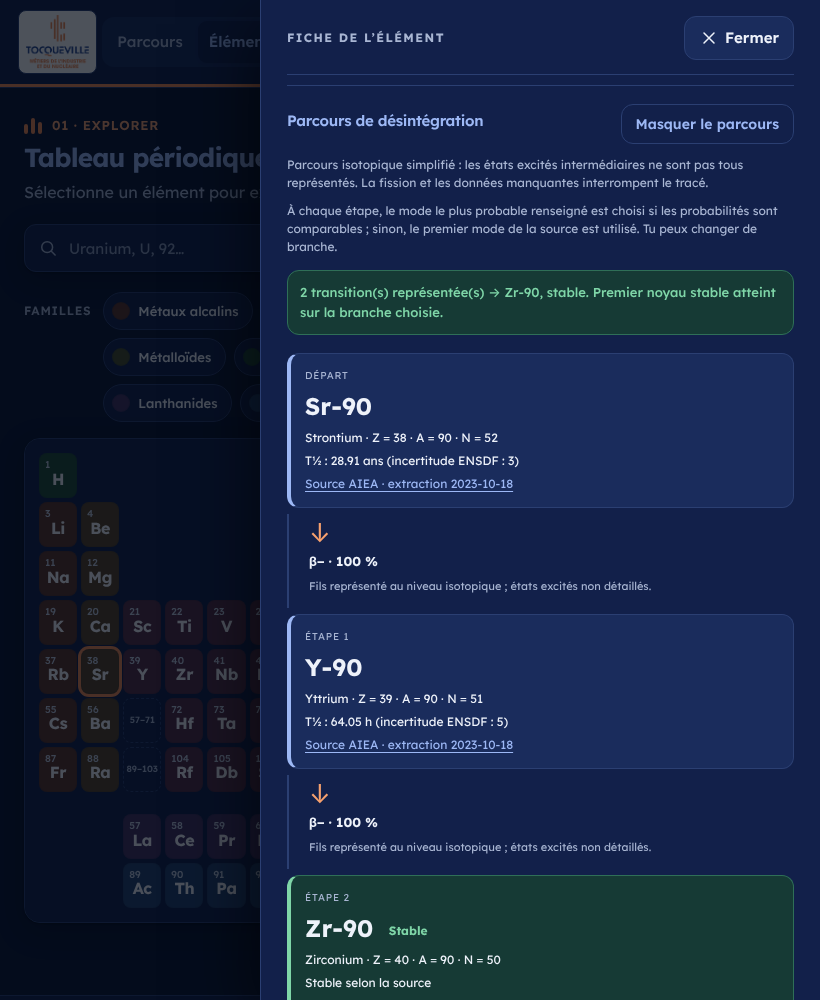 TOCQUEVILLE
Parcours
FICHE DE L’ÉLÉMENT
Fermer
01 · EXPLORER
Parcours de désintégration
Masquer le parcours
Parcours isotopique simplifié : les états excités intermédiaires ne sont pas tous
représentés. La fission et les données manquantes interrompent le tracé.
À chaque étape, le mode le plus probable renseigné est choisi si les probabilités sont
comparables ; sinon, le premier mode de la source est utilisé. Tu peux changer de
branche.
2 transition(s) représentée(s) → Zr-90, stable. Premier noyau stable atteint
sur la branche choisie.
Tableau périodique
Sélectionne un élément pour e
Uranium, U, 92…
FAMILLES
Métaux alcalins
Métalloïdes
Lanthanides
1
H
3
Li
4
Be
11
Na
12
Mg
19
K
20
Ca
21
Sc
22
Ti
23
V
37
Rb
38
Sr
39
Y
40
Zr
41
Nb
55
Cs
56
Ba
57–71
72
Hf
73
Ta
87
Fr
88
Ra
89–103
104
Rf
105
Db
57
La
58
Ce
59
Pr
89
Ac
90
Th
91
Pa
DÉPART
Sr-90
Strontium · Z = 38 · A = 90 · N = 52
T½ : 28.91 ans (incertitude ENSDF : 3)
Source AIEA · extraction 2023-10-18
↓
β− · 100 %
Fils représenté au niveau isotopique ; états excités non détaillés.
ÉTAPE 1
Y-90
Yttrium · Z = 39 · A = 90 · N = 51
T½ : 64.05 h (incertitude ENSDF : 5)
Source AIEA · extraction 2023-10-18
↓
β− · 100 %
Fils représenté au niveau isotopique ; états excités non détaillés.
ÉTAPE 2
Zr-90 Stable
Zirconium · Z = 40 · A = 90 · N = 50
Stable selon la source